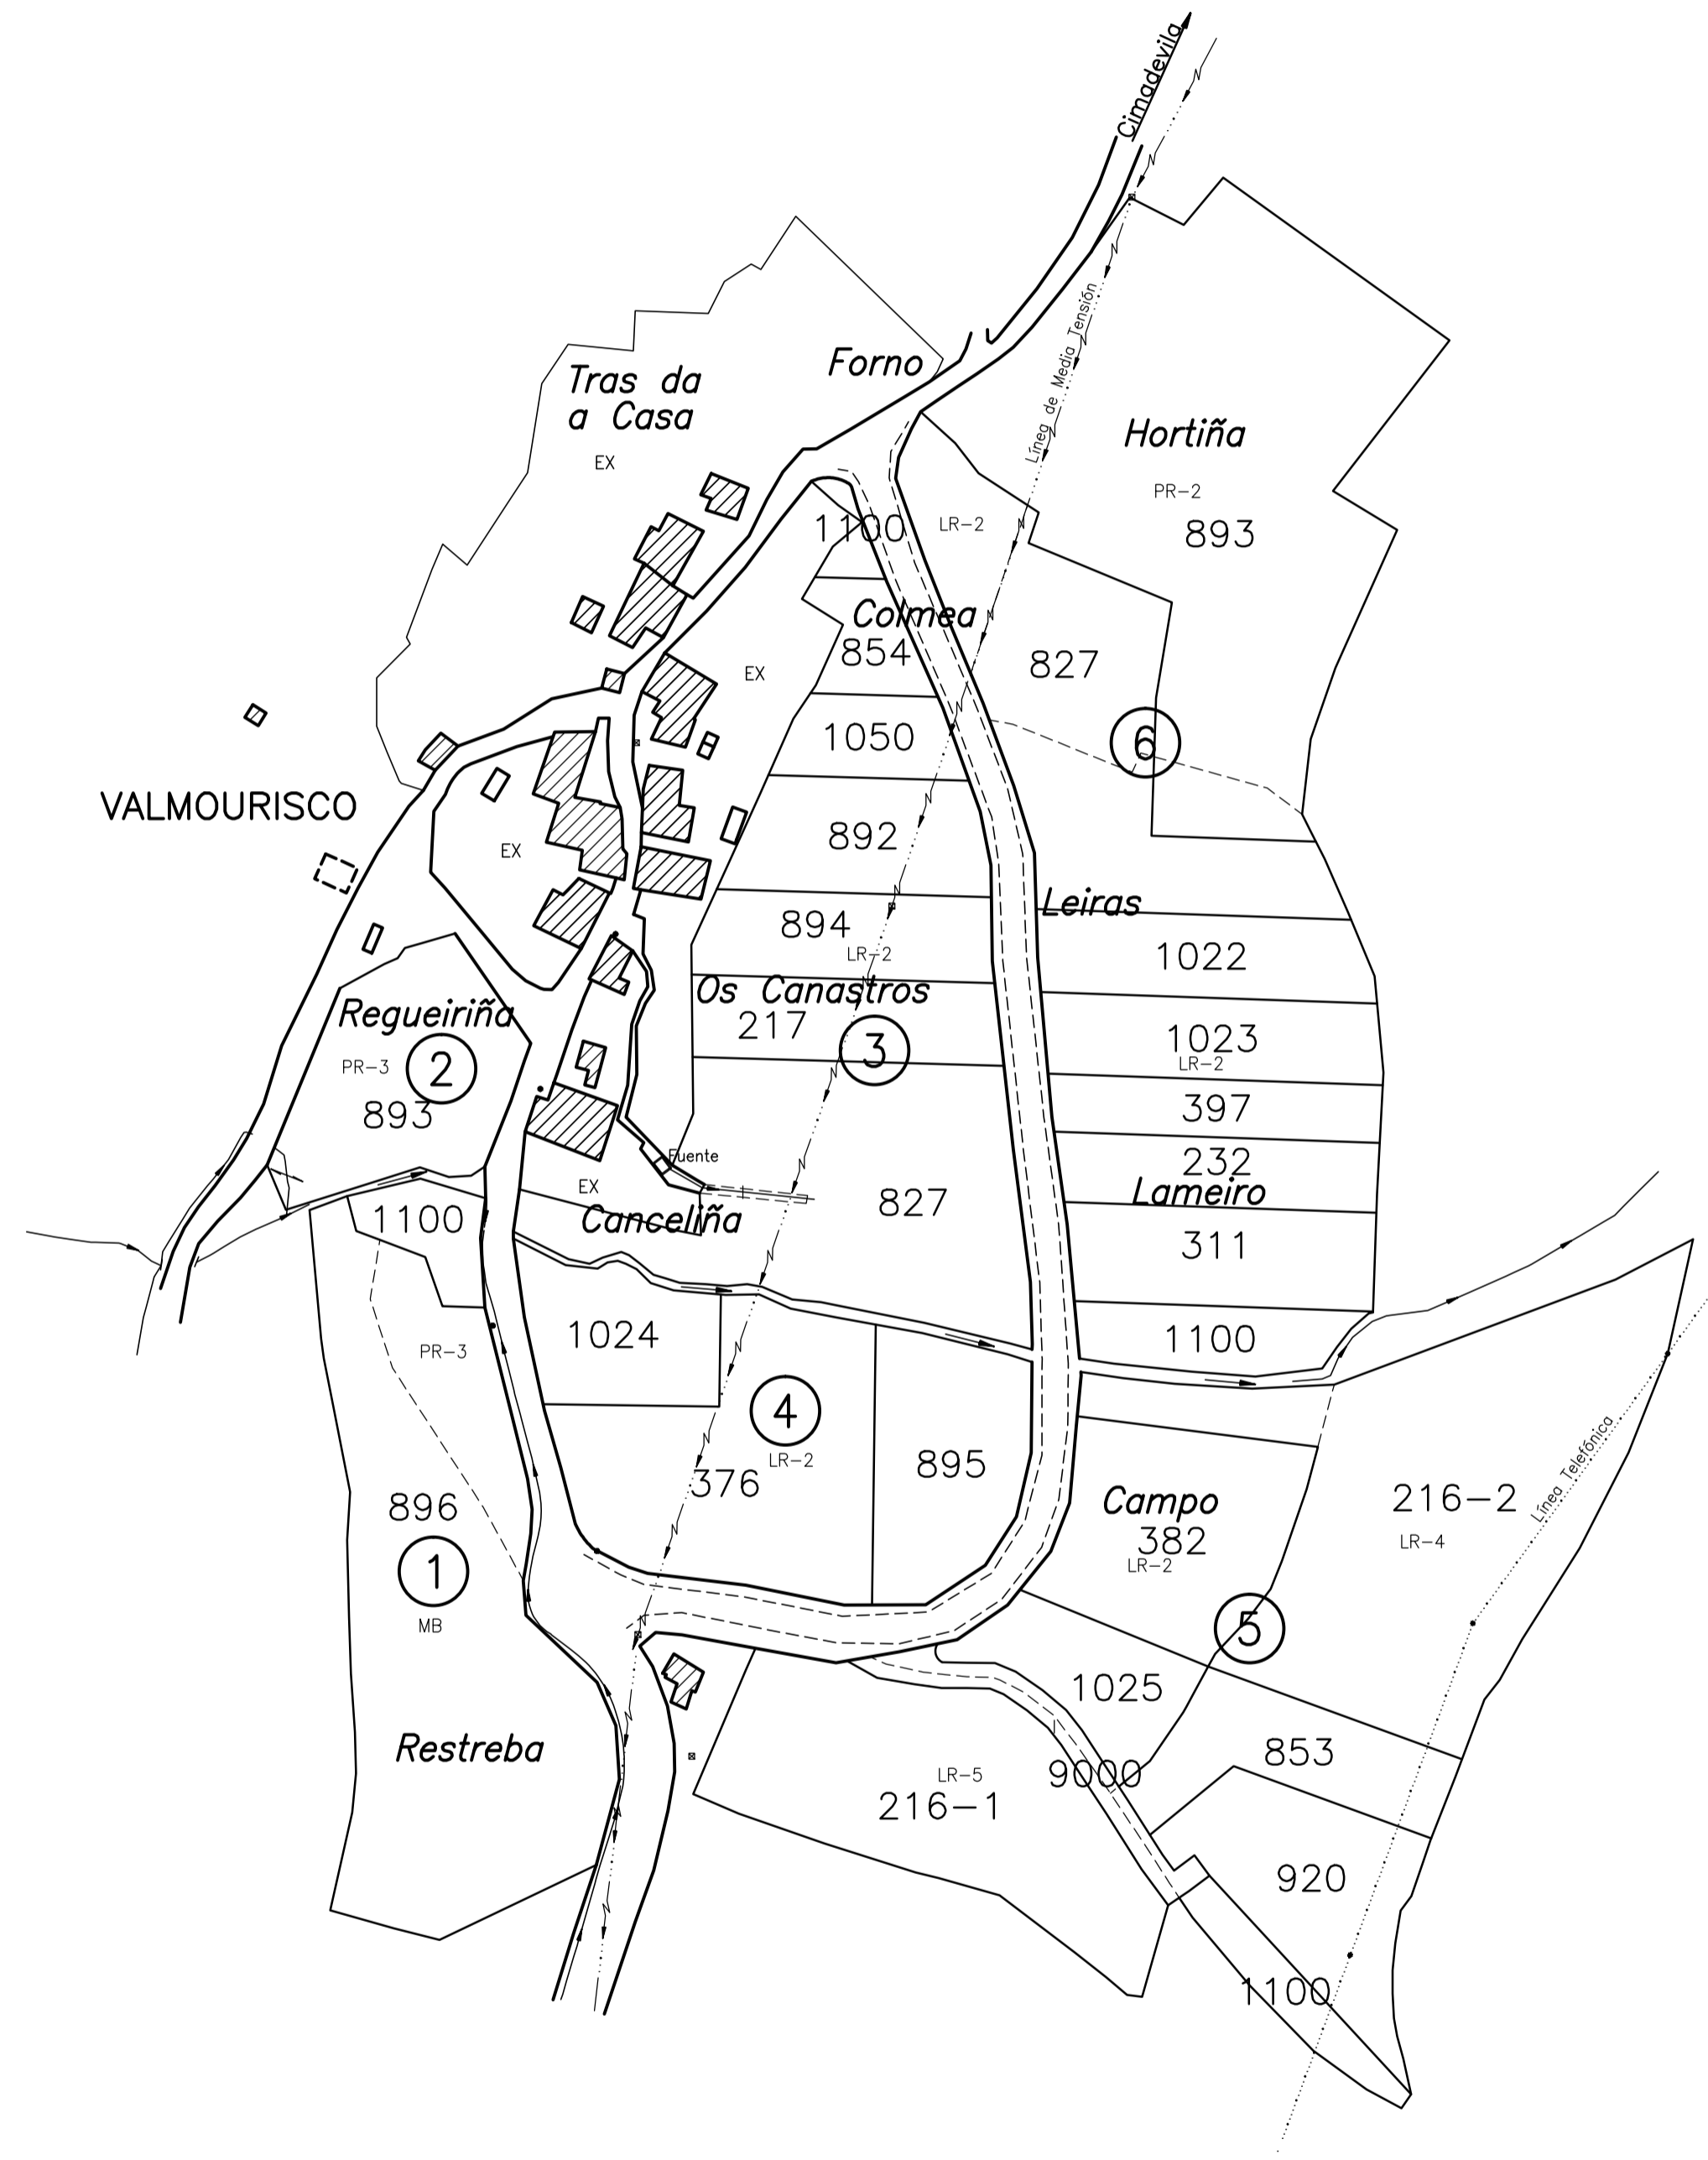 Cimadevila
Línea de Media Tensión
Forno
Tras da
a Casa
EX
Hortiña
PR-2
893
1100
LR-2
Colmea
854
827
EX
1050
6
VALMOURISCO
892
EX
Leiras
894
LR-2
1022
Os Canastros
217
3
Regueiriña
PR-3
2
893
1023
LR-2
397
Fuente
232
EX
827
Lameiro
1100
Canceliña
311
1024
1100
PR-3
4
LR-2
376
895
Línea Telefónica
896
1
MB
Campo
382
LR-2
216-2
LR-4
5
1025
Restreba
853
LR-5
9000
216-1
920
1100